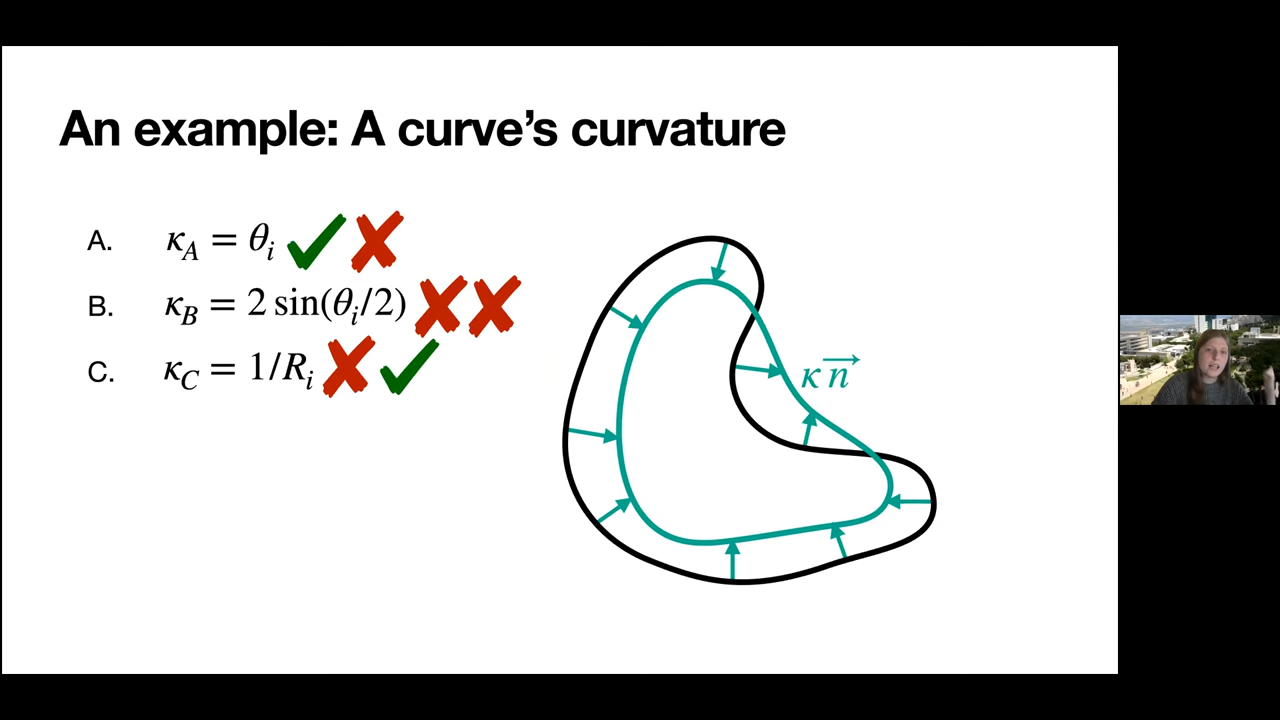 An example: A curve's curvature
A. κ_A = θ_i ✓ ✘
B. κ_B = 2 sin(θ_i/2) ✘ ✘
C. κ_C = 1/R_i ✘ ✓
κ n⃗